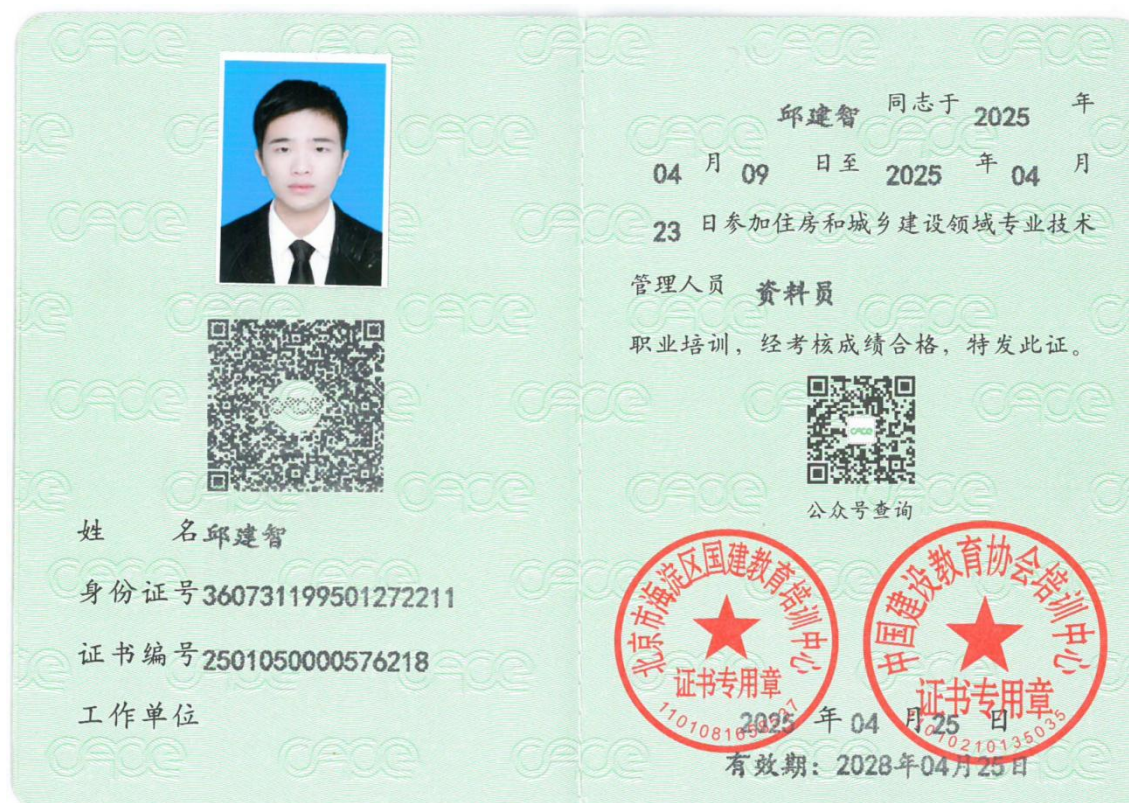 姓 名 邱建智
身份证号 360731199501272211
证书编号 2501050000576218
工作单位
邱建智 同志于 2025 年
04 月 09 日至 2025 年 04 月
23 日参加住房和城乡建设领域专业技术
管理人员 资料员
职业培训，经考核成绩合格，特发此证。
CACE
公众号查询
北京市海淀区国建教育培训中心
证书专用章
中国建设教育协会培训中心
证书专用章
11010210135035
2025 年 04 月 25 日
有效期：2028年04月25日